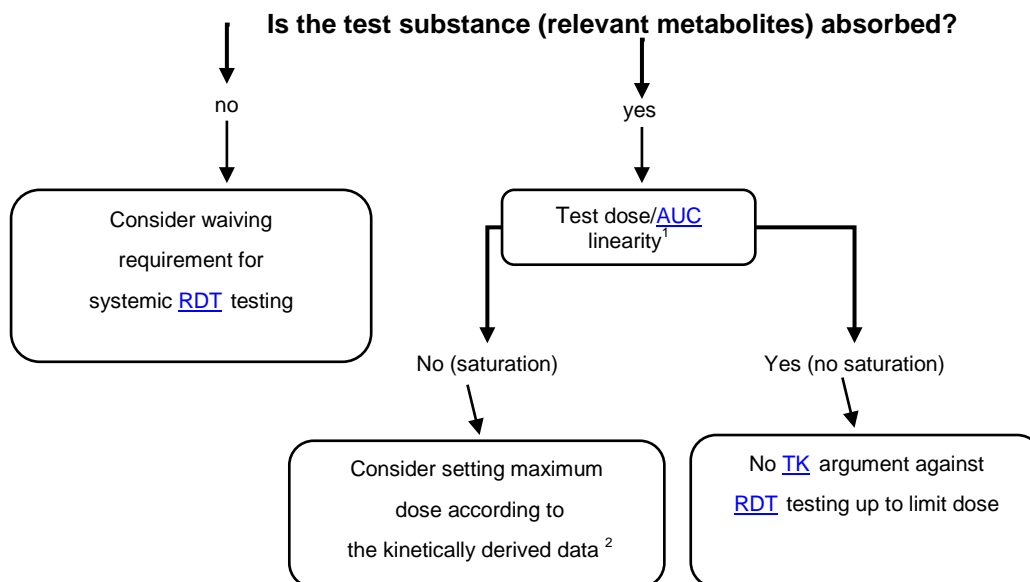 Is the test substance (relevant metabolites) absorbed?
no
yes
Consider waiving
requirement for
systemic RDT testing
Test dose/AUC
linearity¹
No (saturation)
Yes (no saturation)
Consider setting maximum
dose according to
the kinetically derived data ²
No TK argument against
RDT testing up to limit dose